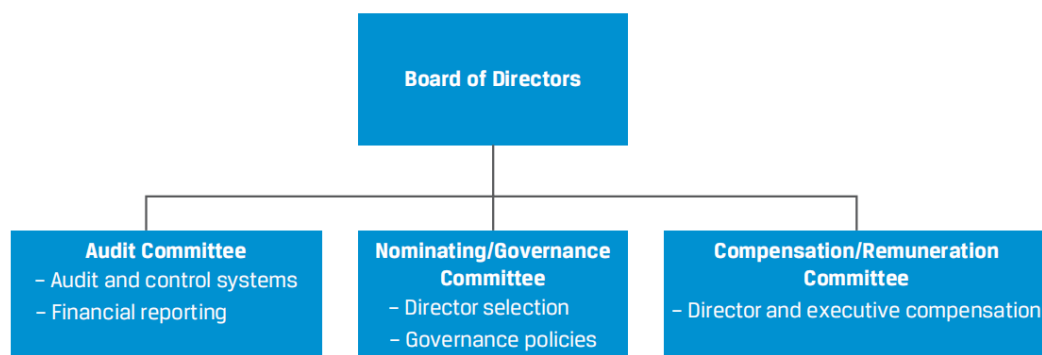 Board of Directors
Audit Committee
– Audit and control systems
– Financial reporting
Nominating/Governance
Committee
– Director selection
– Governance policies
Compensation/Remuneration
Committee
– Director and executive compensation